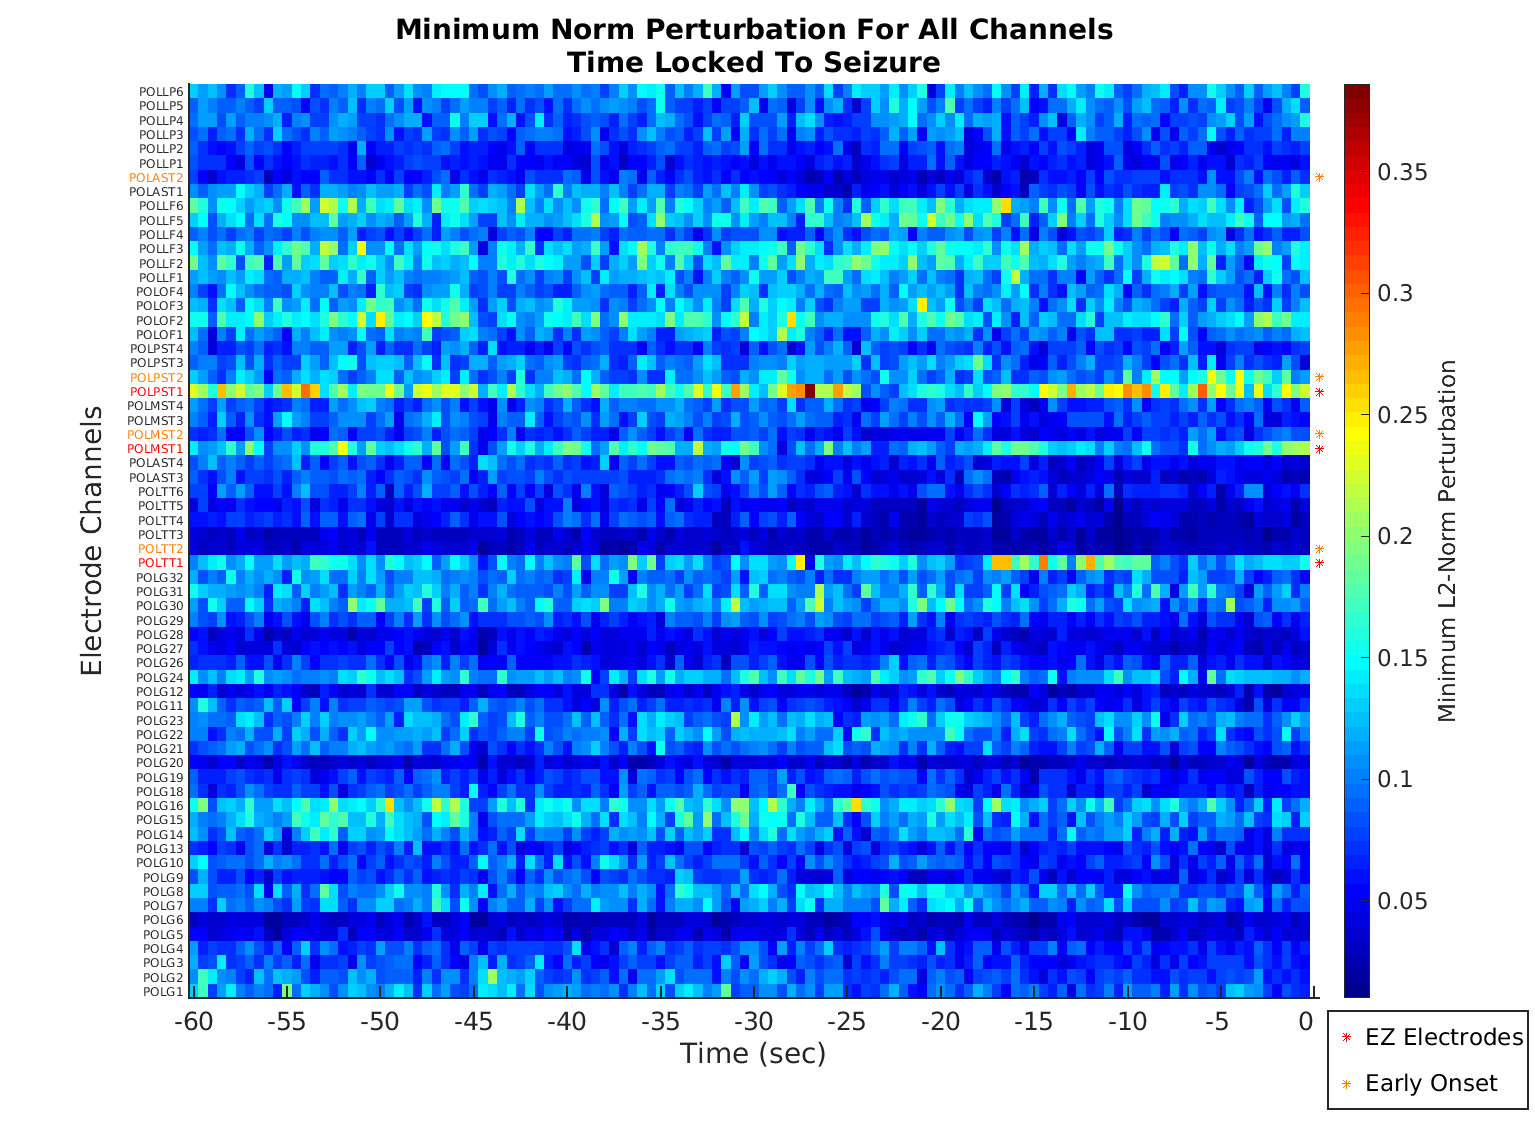 Minimum Norm Perturbation For All Channels
Time Locked To Seizure
Electrode Channels
POLLP6
POLLP5
POLLP4
POLLP3
POLLP2
POLLP1
POLAST2
POLAST1
POLLF6
POLLF5
POLLF4
POLLF3
POLLF2
POLLF1
POLOF4
POLOF3
POLOF2
POLOF1
POLPST4
POLPST3
POLPST2
POLPST1
POLMST4
POLMST3
POLMST2
POLMST1
POLAST4
POLAST3
POLTT6
POLTT5
POLTT4
POLTT3
POLTT2
POLTT1
POLG32
POLG31
POLG30
POLG29
POLG28
POLG27
POLG26
POLG24
POLG12
POLG11
POLG23
POLG22
POLG21
POLG20
POLG19
POLG18
POLG16
POLG15
POLG14
POLG13
POLG10
POLG9
POLG8
POLG7
POLG6
POLG5
POLG4
POLG3
POLG2
POLG1
-60 -55 -50 -45 -40 -35 -30 -25 -20 -15 -10 -5 0
Time (sec)
0.35
0.3
0.25
0.2
0.15
0.1
0.05
Minimum L2-Norm Perturbation
EZ Electrodes
Early Onset